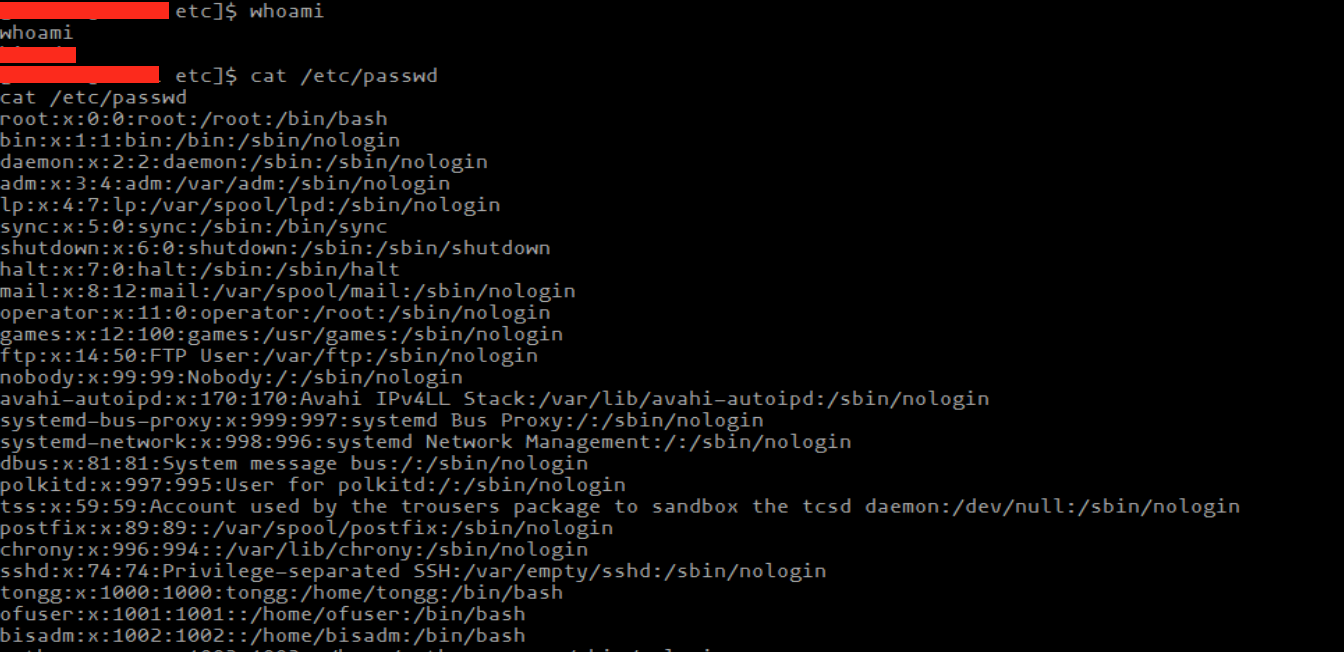 etc]$ whoami
whoami
etc]$ cat /etc/passwd
cat /etc/passwd
root:x:0:0:root:/root:/bin/bash
bin:x:1:1:bin:/bin:/sbin/nologin
daemon:x:2:2:daemon:/sbin:/sbin/nologin
adm:x:3:4:adm:/var/adm:/sbin/nologin
lp:x:4:7:lp:/var/spool/lpd:/sbin/nologin
sync:x:5:0:sync:/sbin:/bin/sync
shutdown:x:6:0:shutdown:/sbin:/sbin/shutdown
halt:x:7:0:halt:/sbin:/sbin/halt
mail:x:8:12:mail:/var/spool/mail:/sbin/nologin
operator:x:11:0:operator:/root:/sbin/nologin
games:x:12:100:games:/usr/games:/sbin/nologin
ftp:x:14:50:FTP User:/var/ftp:/sbin/nologin
nobody:x:99:99:Nobody:/:/sbin/nologin
avahi-autoipd:x:170:170:Avahi IPv4LL Stack:/var/lib/avahi-autoipd:/sbin/nologin
systemd-bus-proxy:x:999:997:systemd Bus Proxy:/:/sbin/nologin
systemd-network:x:998:996:systemd Network Management:/:/sbin/nologin
dbus:x:81:81:System message bus:/:/sbin/nologin
polkitd:x:997:995:User for polkitd:/:/sbin/nologin
tss:x:59:59:Account used by the trousers package to sandbox the tcsd daemon:/dev/null:/sbin/nologin
postfix:x:89:89::/var/spool/postfix:/sbin/nologin
chrony:x:996:994::/var/lib/chrony:/sbin/nologin
sshd:x:74:74:Privilege-separated SSH:/var/empty/sshd:/sbin/nologin
tongg:x:1000:1000:tongg:/home/tongg:/bin/bash
ofuser:x:1001:1001::/home/ofuser:/bin/bash
bisadm:x:1002:1002::/home/bisadm:/bin/bash